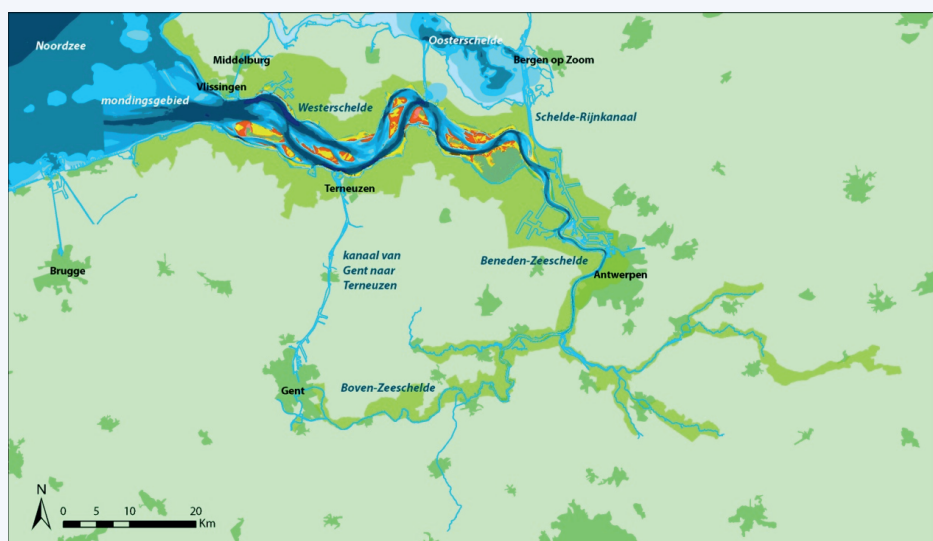 Noordzee
Oosterschelde
Middelburg
Bergen op Zoom
Vlissingen
mondingsgebied
Westerschelde
Schelde-Rijnkanaal
Terneuzen
kanaal van
Gent naar
Terneuzen
Beneden-Zeeschelde
Brugge
Antwerpen
Gent
Boven-Zeeschelde
N
0 5 10 20
Km